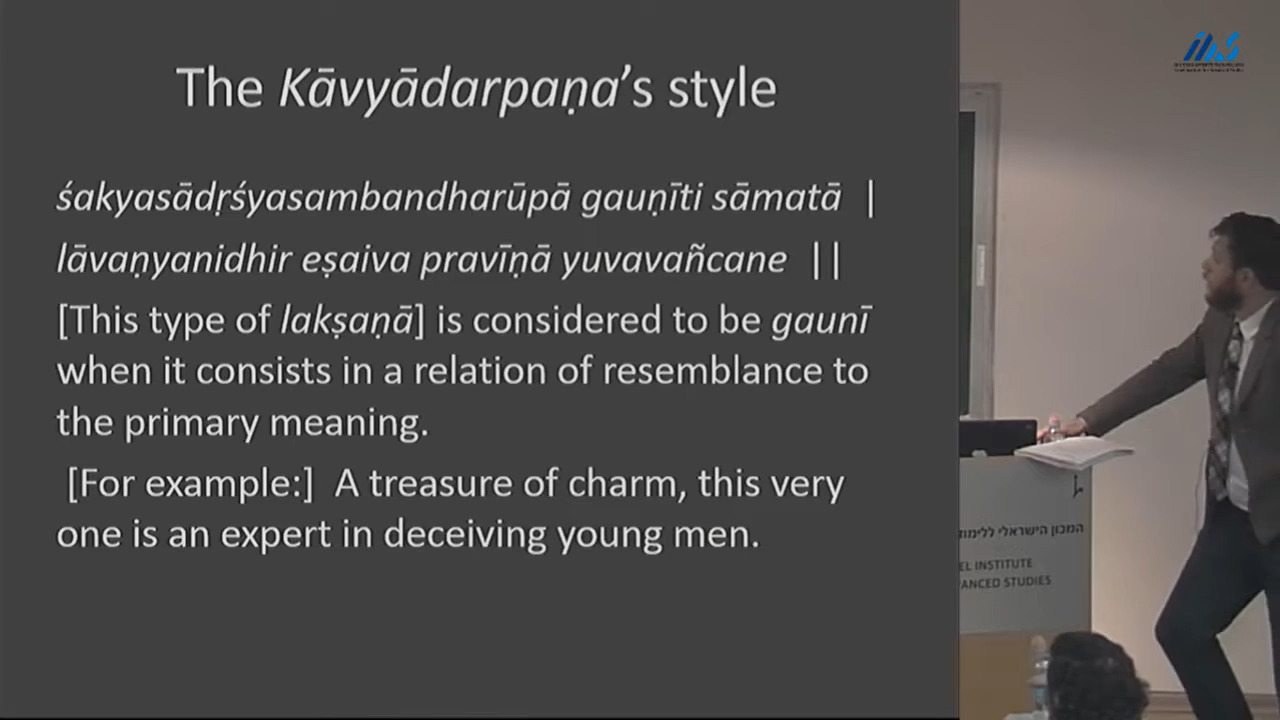 The Kāvyādarpaṇa’s style
śakyasādṛśyasambandharūpā gauṇīti sāmatā |
lāvaṇyanidhir eṣaiva pravīṇā yuvavañcane ||
[This type of lakṣaṇā] is considered to be gaunī
when it consists in a relation of resemblance to
the primary meaning.
[For example:] A treasure of charm, this very
one is an expert in deceiving young men.
המכון הישראלי ללימוד
EL INSTITUTE
ANCED STUDIES